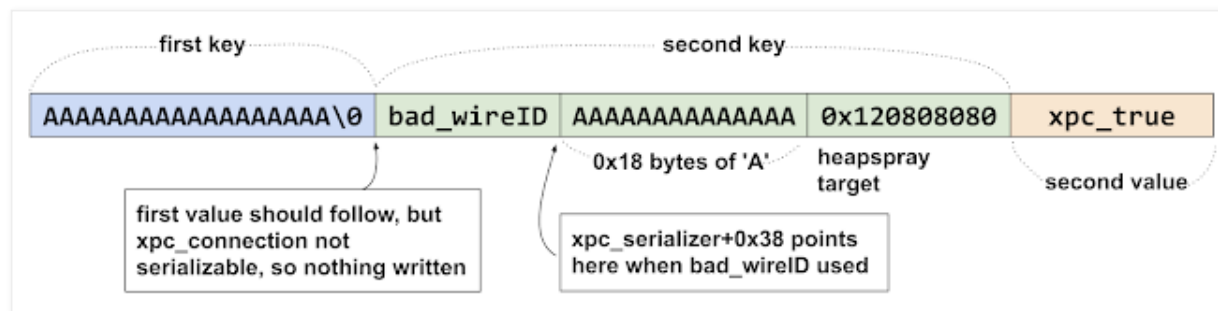 first key
second key
AAAAAAAAAAAAAAAAAA\0 bad_wireID AAAAAAAAAAAAAA 0x120808080 xpc_true
0x18 bytes of 'A'
heapspray
target
second value
first value should follow, but
xpc_connection not
serializable, so nothing written
xpc_serializer+0x38 points
here when bad_wireID used